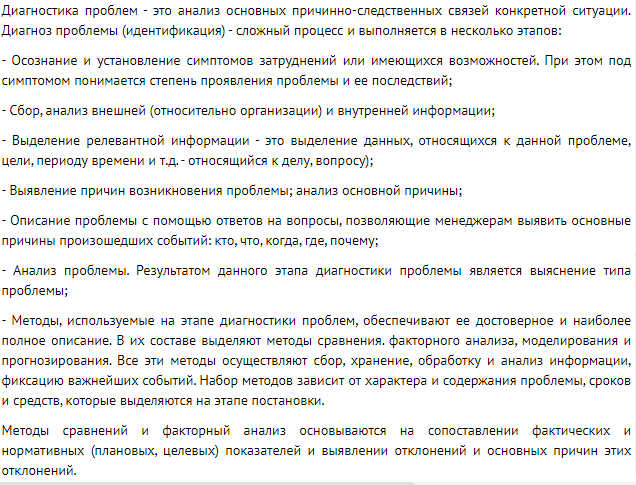 Диагностика проблем - это анализ основных причинно-следственных связей конкретной ситуации.
Диагноз проблемы (идентификация) - сложный процесс и выполняется в несколько этапов:
- Осознание и установление симптомов затруднений или имеющихся возможностей. При этом под
симптомом понимается степень проявления проблемы и ее последствий;
- Сбор, анализ внешней (относительно организации) и внутренней информации;
- Выделение релевантной информации - это выделение данных, относящихся к данной проблеме,
цели, периоду времени и т.д. - относящийся к делу, вопросу);
- Выявление причин возникновения проблемы; анализ основной причины;
- Описание проблемы с помощью ответов на вопросы, позволяющие менеджерам выявить основные
причины произошедших событий: кто, что, когда, где, почему;
- Анализ проблемы. Результатом данного этапа диагностики проблемы является выяснение типа
проблемы;
- Методы, используемые на этапе диагностики проблем, обеспечивают ее достоверное и наиболее
полное описание. В их составе выделяют методы сравнения. факторного анализа, моделирования и
прогнозирования. Все эти методы осуществляют сбор, хранение, обработку и анализ информации,
фиксацию важнейших событий. Набор методов зависит от характера и содержания проблемы, сроков
и средств, которые выделяются на этапе постановки.
Методы сравнений и факторный анализ основываются на сопоставлении фактических и
нормативных (плановых, целевых) показателей и выявлении отклонений и основных причин этих
отклонений.